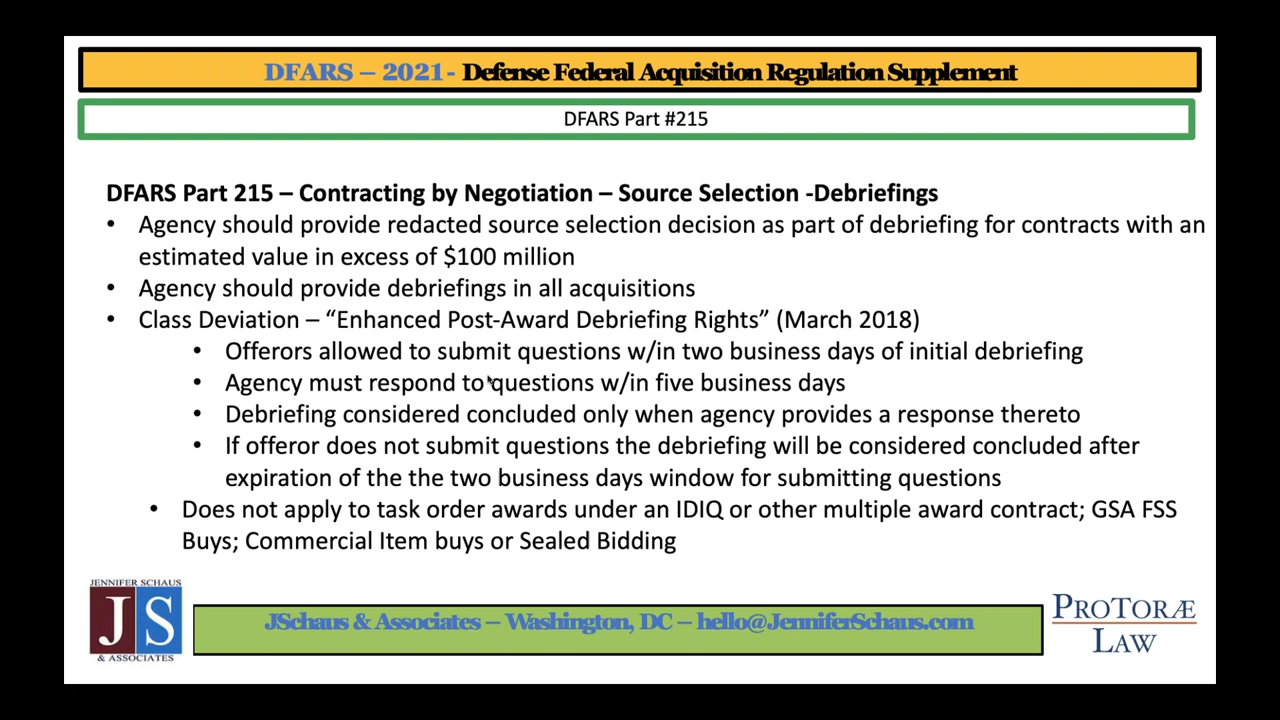 DFARS – 2021- Defense Federal Acquisition Regulation Supplement
DFARS Part #215
DFARS Part 215 – Contracting by Negotiation – Source Selection -Debriefings
• Agency should provide redacted source selection decision as part of debriefing for contracts with an
estimated value in excess of $100 million
• Agency should provide debriefings in all acquisitions
• Class Deviation – “Enhanced Post-Award Debriefing Rights” (March 2018)
• Offerors allowed to submit questions w/in two business days of initial debriefing
• Agency must respond to questions w/in five business days
• Debriefing considered concluded only when agency provides a response thereto
• If offeror does not submit questions the debriefing will be considered concluded after
expiration of the the two business days window for submitting questions
• Does not apply to task order awards under an IDIQ or other multiple award contract; GSA FSS
Buys; Commercial Item buys or Sealed Bidding
JENNIFER SCHAUS
JS
& ASSOCIATES
JSchaus & Associates – Washington, DC – hello@JenniferSchaus.com
PROTORÆ
LAW